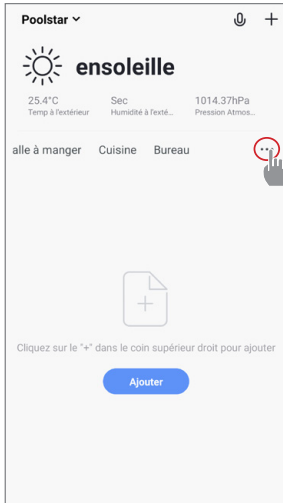 Poolstar
ensoleille
25.4°C Sec 1014.37hPa
Temp à l'extérieur Humidité à l'exté... Pression Atmos...
alle à manger Cuisine Bureau ...
Cliquez sur le "+" dans le coin supérieur droit pour ajouter
Ajouter